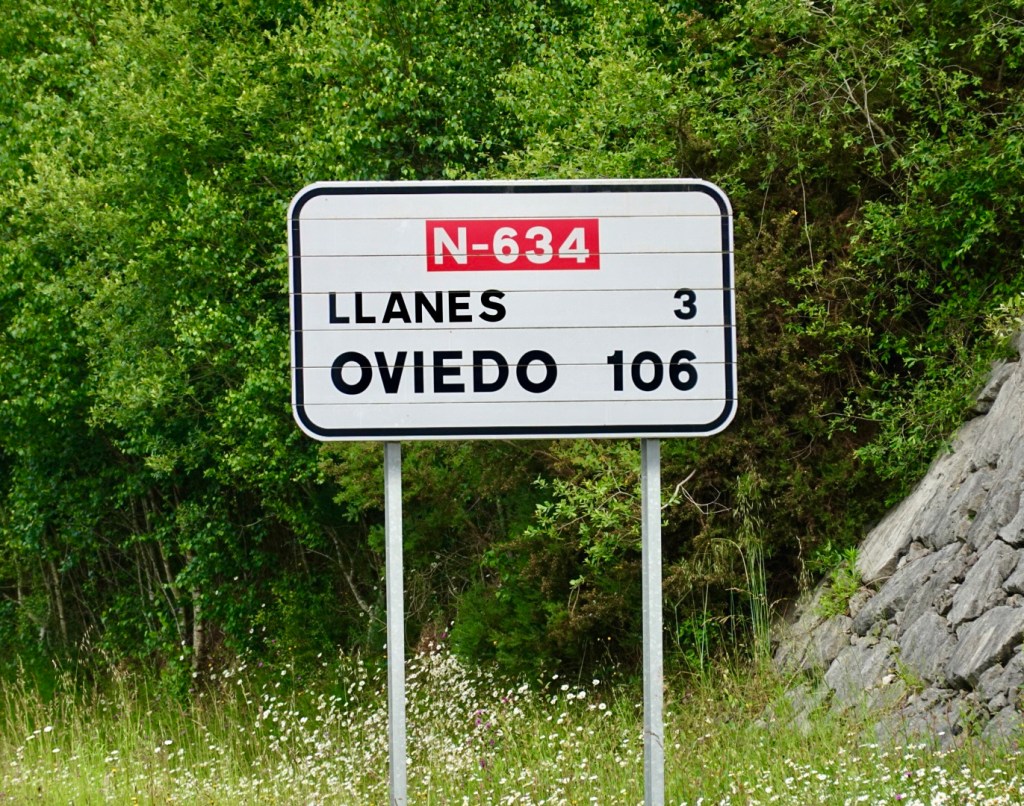 N-634
LLANES 3
OVIEDO 106